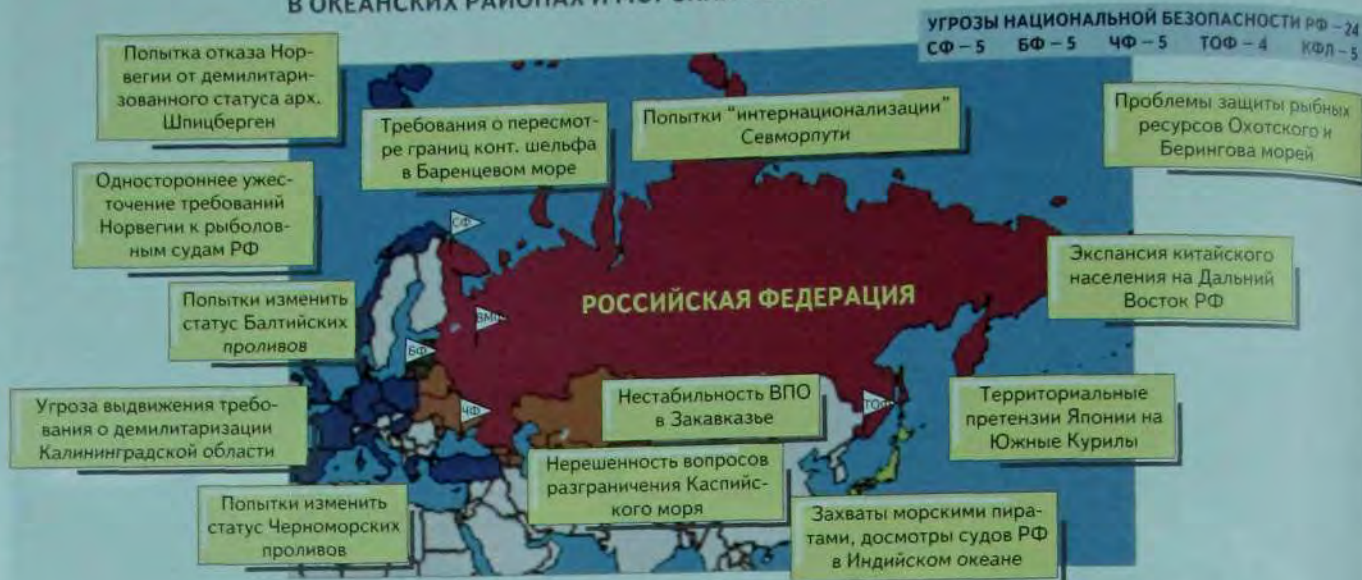 В ОКЕАНСКИХ РАЙОНАХ И
УГРОЗЫ НАЦИОНАЛЬНОЙ БЕЗОПАСНОСТИ РФ – 24
СФ – 5 БФ – 5 ЧФ – 5 ТОФ – 4 КФЛ – 5
Попытка отказа Нор-
вегии от демилитари-
зованного статуса арх.
Шпицберген
Требования о пересмот-
ре границ конт. шельфа
в Баренцевом море
Попытки "интернационализации"
Севморпути
Проблемы защиты рыбных
ресурсов Охотского и
Берингова морей
Одностороннее ужес-
точение требований
Норвегии к рыболов-
ным судам РФ
СФ
Экспансия китайского
населения на Дальний
Восток РФ
РОССИЙСКАЯ ФЕДЕРАЦИЯ
Попытки изменить
статус Балтийских
проливов
ВМФ
БФ
Угроза выдвижения требо-
вания о демилитаризации
Калининградской области
ЧФ
Нестабильность ВПО
в Закавказье
ТОФ
Территориальные
претензии Японии на
Южные Курилы
Нерешенность вопросов
разграничения Каспийс-
кого моря
Попытки изменить
статус Черноморских
проливов
Захваты морскими пира-
тами, досмотры судов РФ
в Индийском океане